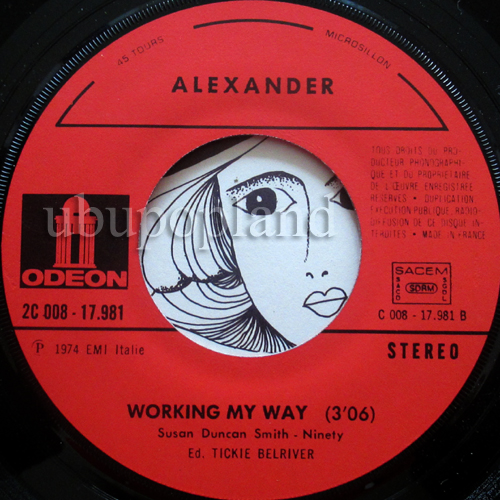 45 TOURS
MICROSILLON
ALEXANDER
TOUT DROITS DU PRO-
DUCTEUR PHONOGRAPHI-
QUE ET DU PROPRIETAIRE
DE L'ŒUVRE ENREGISTREE
RESERVES • DUPLICATION
EXECUTION PUBLIQUE, RADIO-
DIFFUSION DE CE DISQUE IN-
TERDITES • MADE IN FRANCE
ubupopland
ODEON
2C 008 - 17.981
SACEM
SACD
SDRM
SGDL
C 008 - 17.981 B
℗ 1974 EMI Italie
STEREO
WORKING MY WAY (3'06)
Susan Duncan Smith - Ninety
Ed. TICKIE BELRIVER